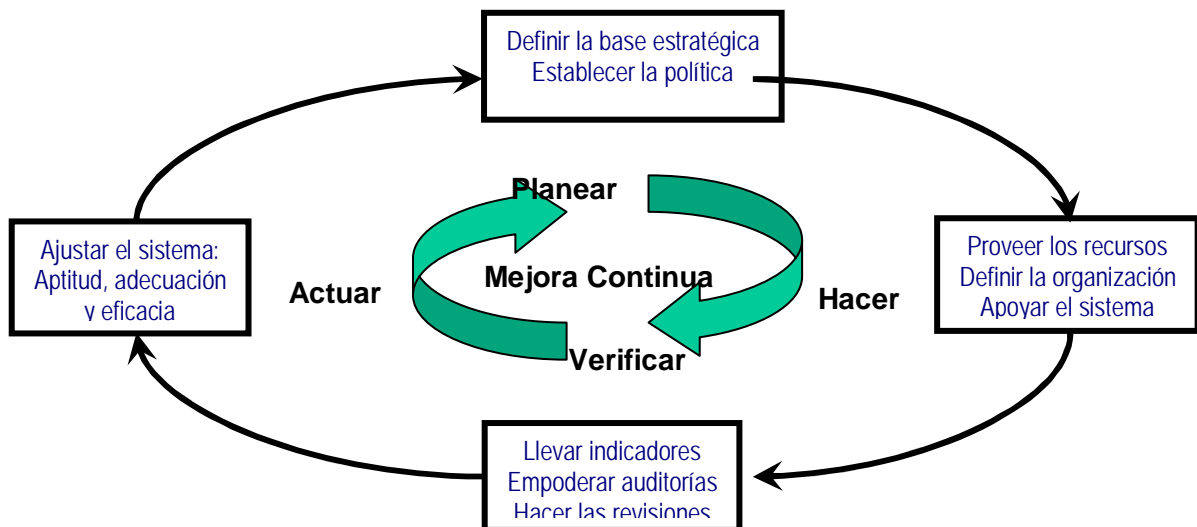 Definir la base estratégica
Establecer la política
Planear
Ajustar el sistema:
Aptitud, adecuación
y eficacia
Actuar
Mejora Continua
Hacer
Proveer los recursos
Definir la organización
Apoyar el sistema
Verificar
Llevar indicadores
Empoderar auditorías
Hacer las revisiones